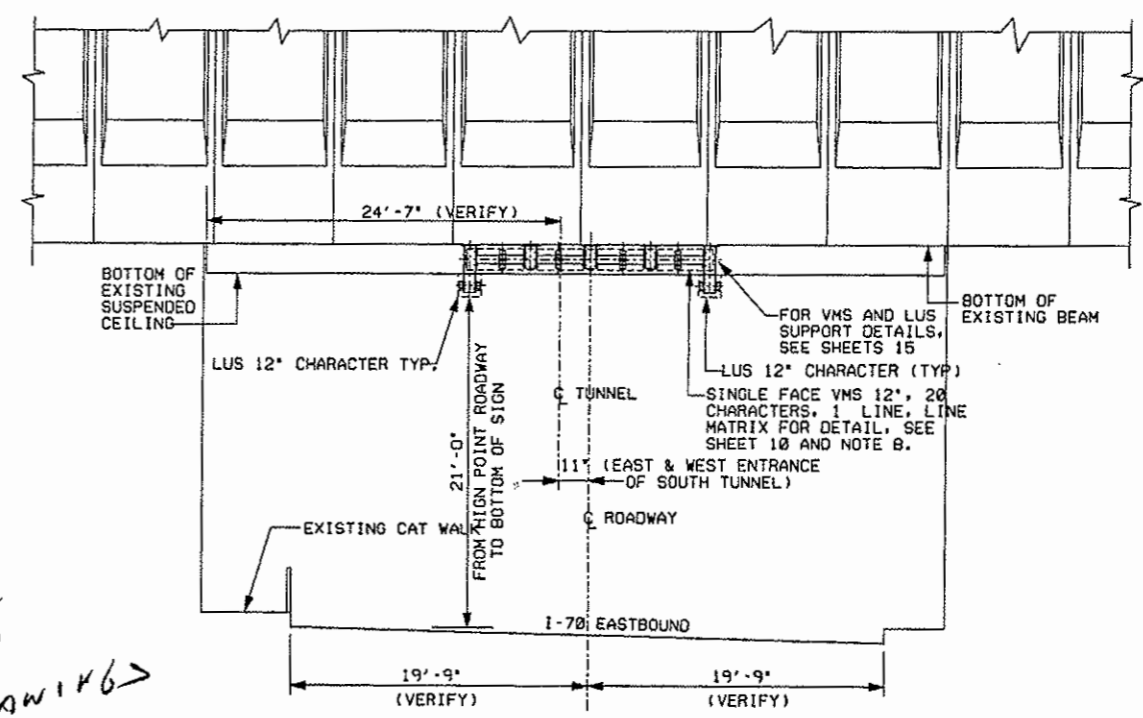 24'-7" (VERIFY)
BOTTOM OF
EXISTING
SUSPENDED
CEILING
BOTTOM OF
EXISTING BEAM
FOR VMS AND LUS
SUPPORT DETAILS,
SEE SHEETS 15
LUS 12" CHARACTER TYP.
LUS 12" CHARACTER (TYP)
SINGLE FACE VMS 12", 20
CHARACTERS, 1 LINE, LINE
MATRIX FOR DETAIL, SEE
SHEET 10 AND NOTE B.
℄ TUNNEL
21'-0"
FROM HIGN POINT ROADWAY
TO BOTTOM OF SIGN
11" (EAST & WEST ENTRANCE
OF SOUTH TUNNEL)
℄ ROADWAY
EXISTING CAT WALK
I-70 EASTBOUND
19'-9"
(VERIFY)
19'-9"
(VERIFY)